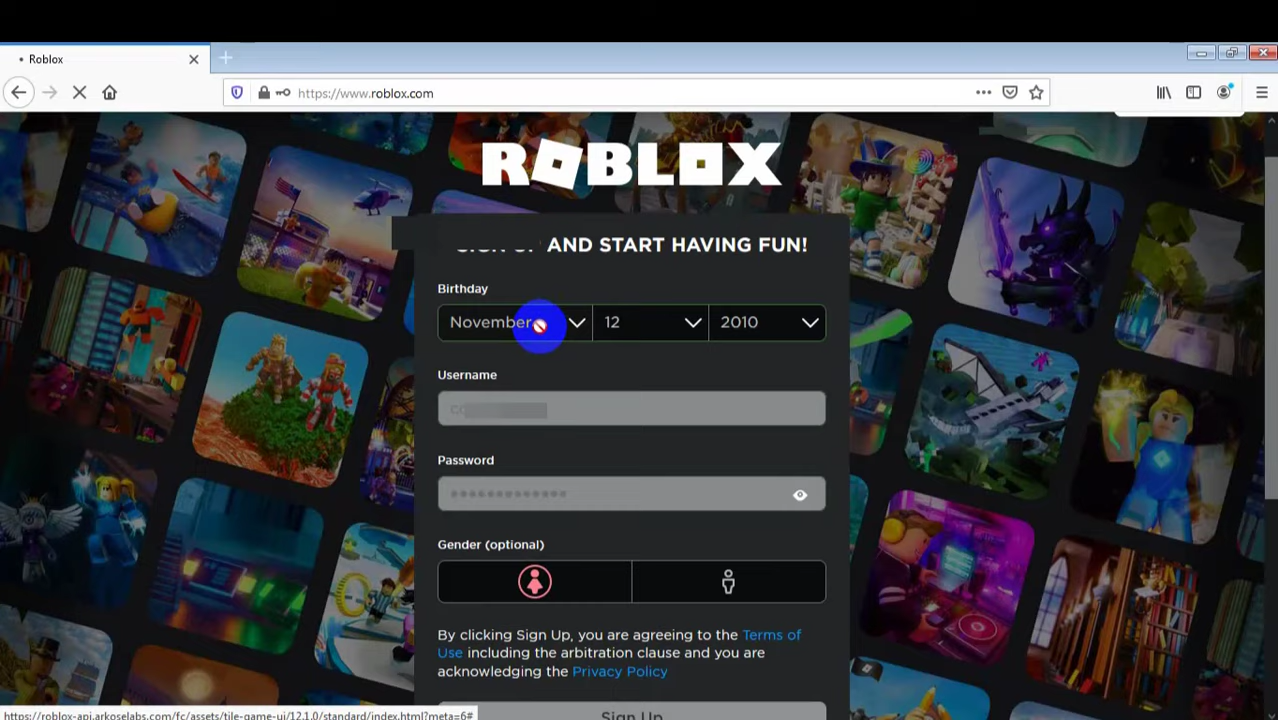 Roblox
https://www.roblox.com
ROBLOX
AND START HAVING FUN!
Birthday
November 12 2010
Username
Password
Gender (optional)
By clicking Sign Up, you are agreeing to the Terms of
Use including the arbitration clause and you are
acknowledging the Privacy Policy
Sign Up
https://roblox-api.arkoselabs.com/fc/assets/tile-game-ui/12.1.0/standard/index.html?meta=6#